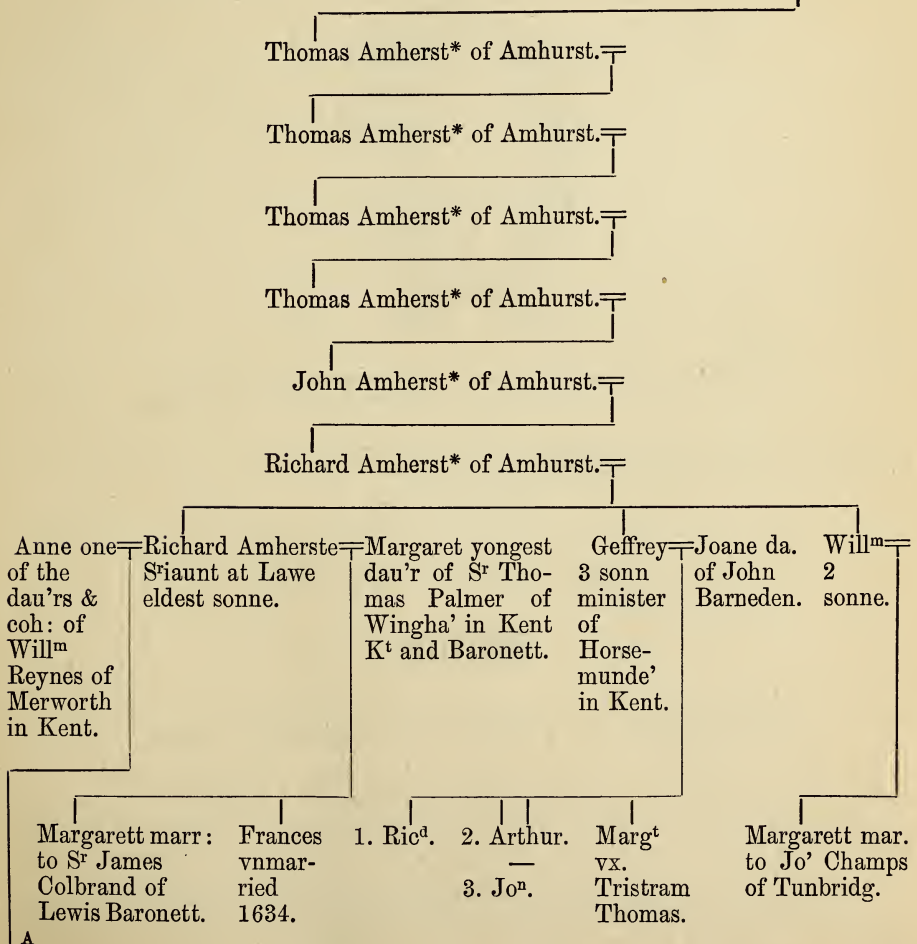 Thomas Amherst* of Amhurst.
Thomas Amherst* of Amhurst.
Thomas Amherst* of Amhurst.
Thomas Amherst* of Amhurst.
John Amherst* of Amhurst.
Richard Amherst* of Amhurst.
Anne one
of the
dau'rs &
coh: of
Willᵐ
Reynes of
Merworth
in Kent.
Richard Amherste
Sʳiaunt at Lawe
eldest sonne.
Margaret yongest
dau'r of Sʳ Tho-
mas Palmer of
Wingha' in Kent
Kᵗ and Baronett.
Geffrey
3 sonn
minister
of
Horse-
munde'
in Kent.
Joane da.
of John
Barneden.
Willᵐ
2
sonne.
Margarett marr:
to Sʳ James
Colbrand of
Lewis Baronett.
Frances
vnmar-
ried
1634.
1. Ricᵈ.
2. Arthur.
—
3. Joⁿ.
Margᵗ
vx.
Tristram
Thomas.
Margarett mar.
to Jo' Champs
of Tunbridg.
A